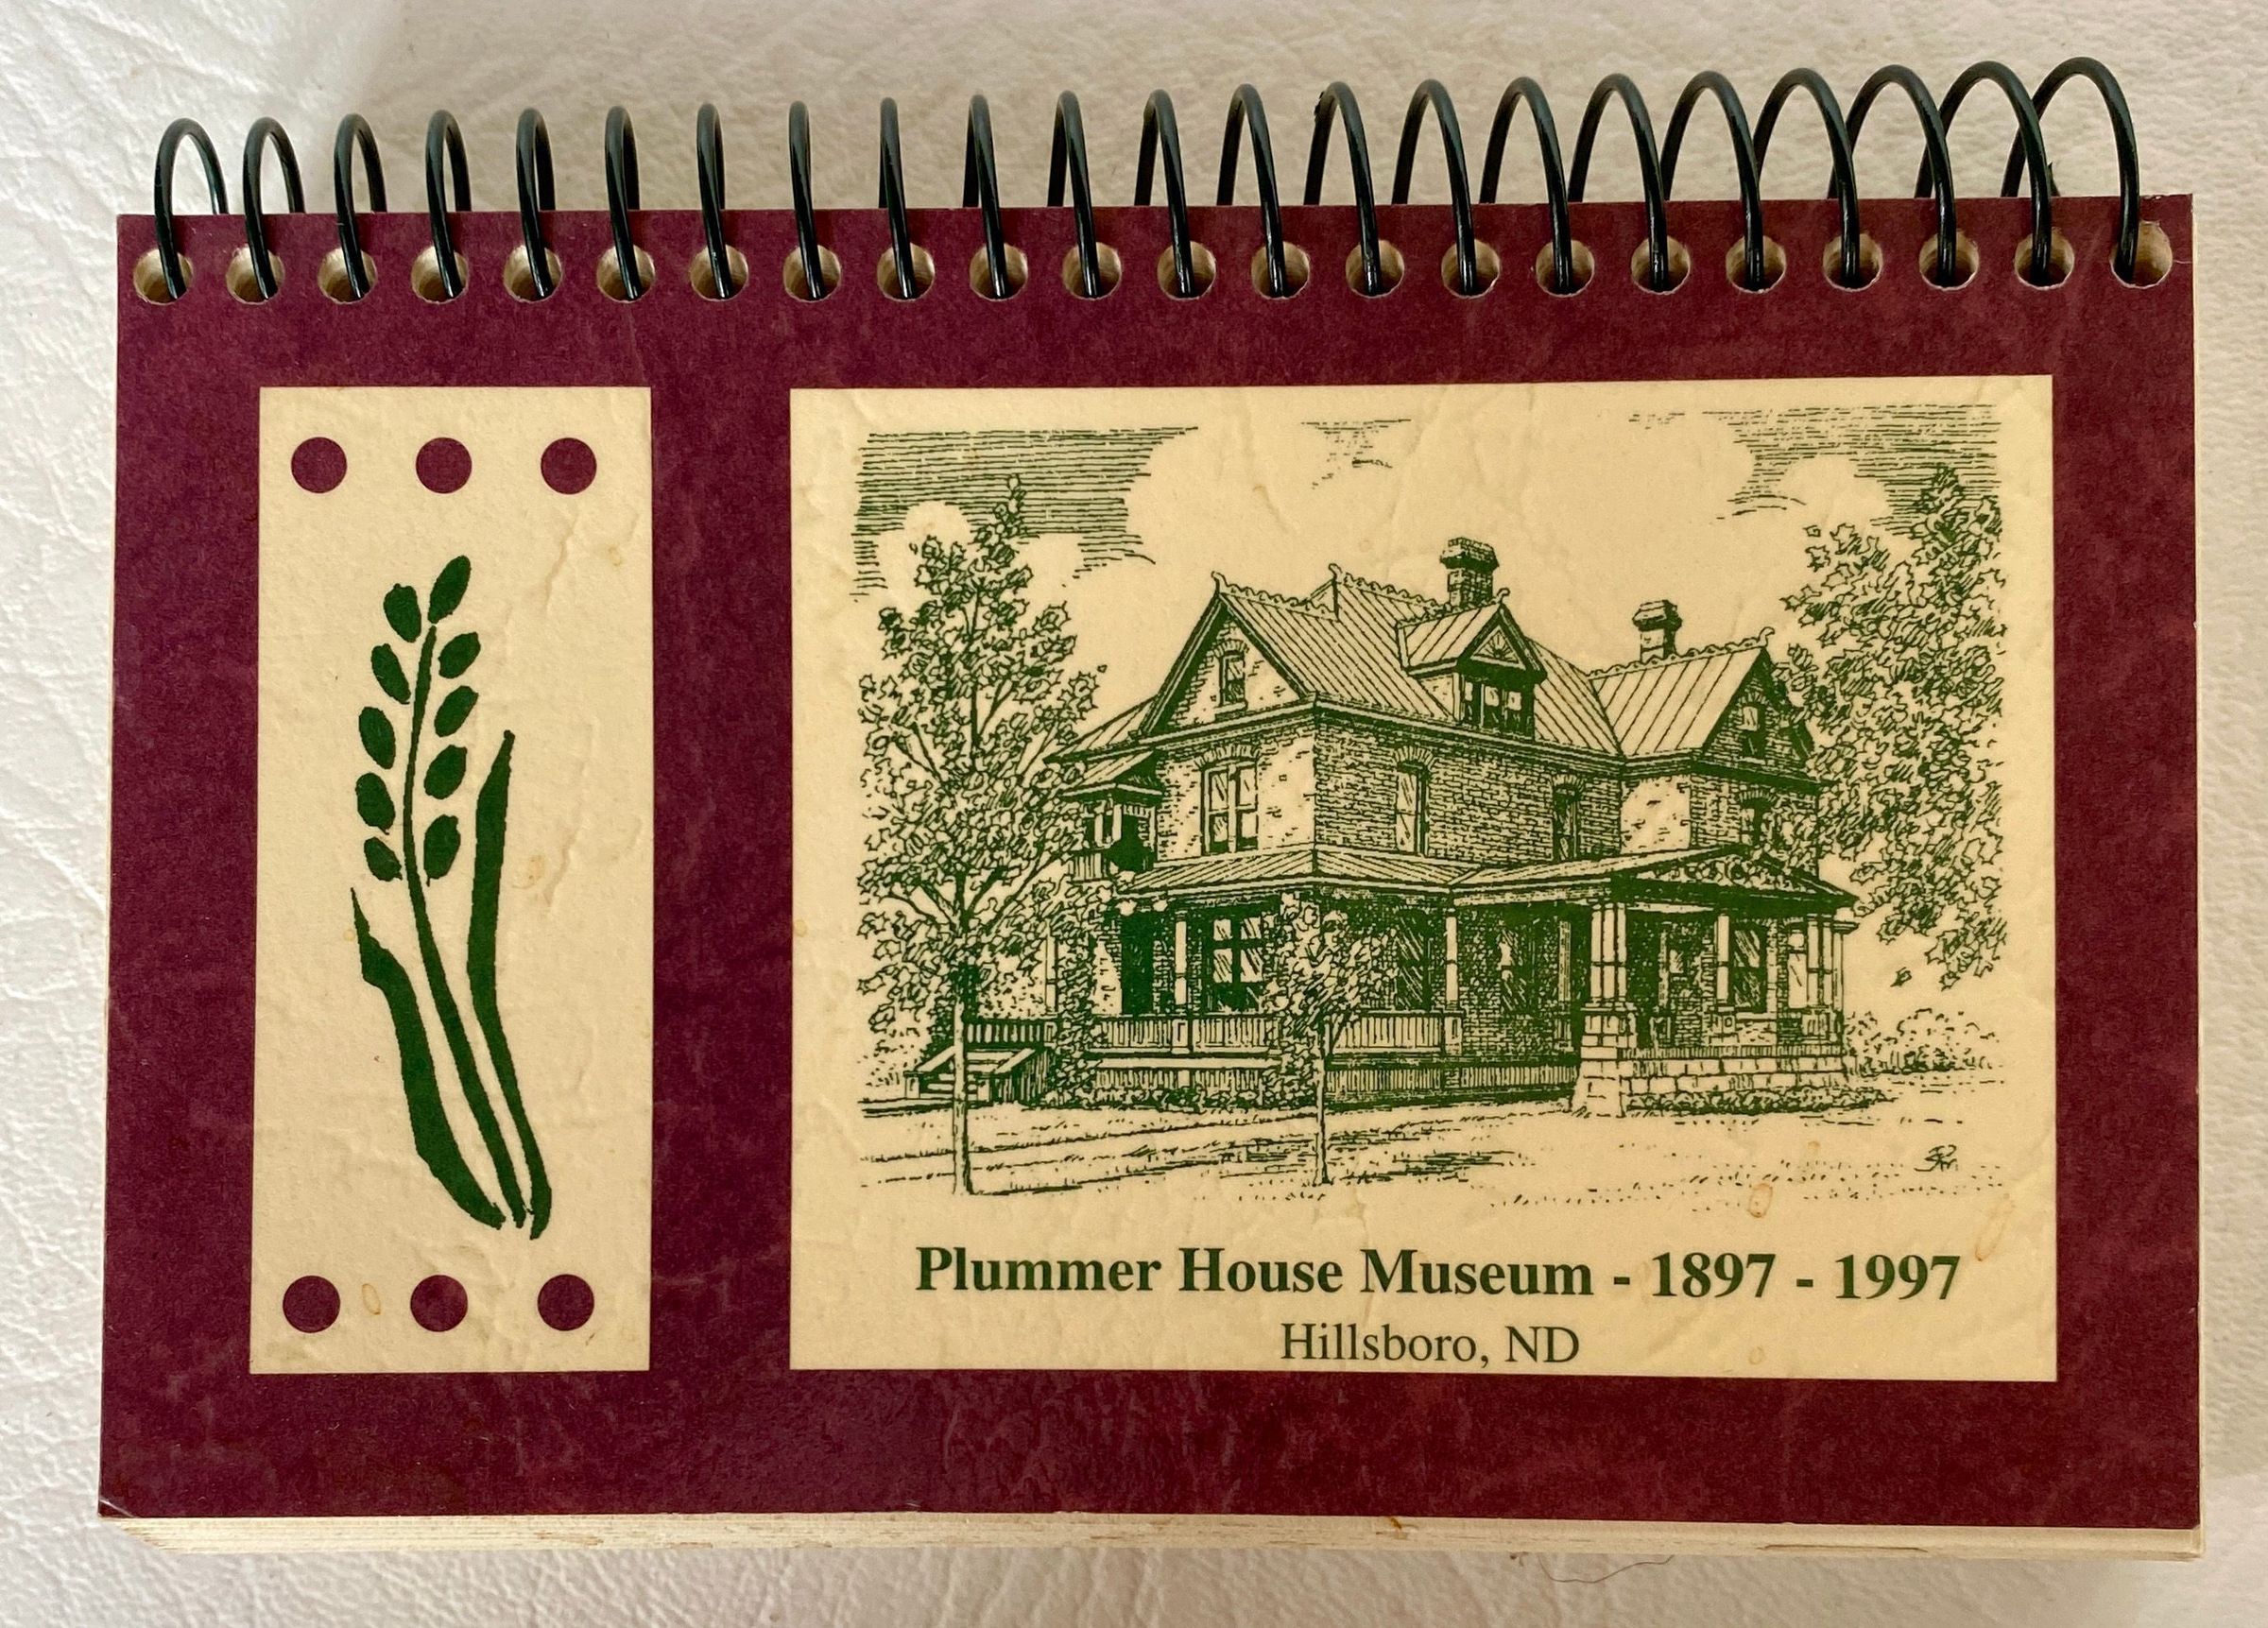 Plummer House Museum - 1897 - 1997
Hillsboro, ND